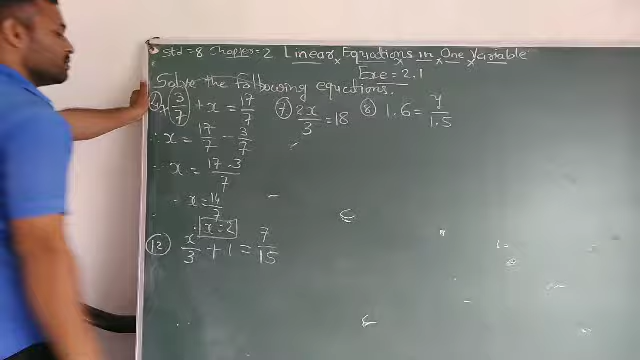 Std = 8 Chapter = 2 Linear Equations in One Variable
Exe = 2.1
Solve the following equations.
3/7 + x = 17/7
∴ x = 17/7 - 3/7
∴ x = 17-3/7
∴ x = 14/7
∴ x = 2
⑦ 2x/3 = 18
⑧ 1.6 = y/1.5
⑫ x/3 + 1 = 7/15